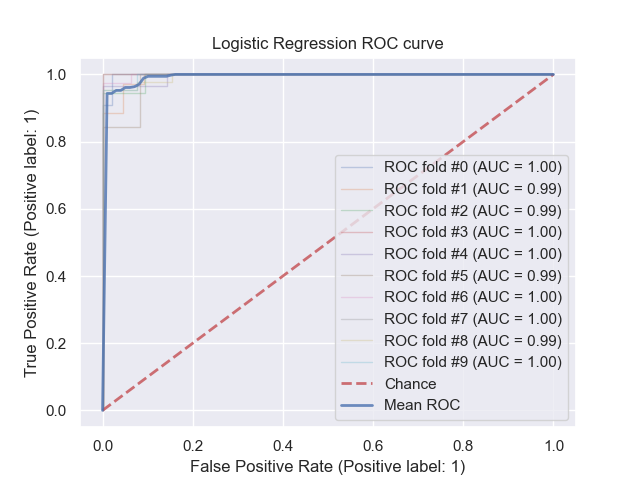 Logistic Regression ROC curve
True Positive Rate (Positive label: 1)
1.0
0.8
0.6
0.4
0.2
0.0
ROC fold #0 (AUC = 1.00)
ROC fold #1 (AUC = 0.99)
ROC fold #2 (AUC = 0.99)
ROC fold #3 (AUC = 1.00)
ROC fold #4 (AUC = 1.00)
ROC fold #5 (AUC = 0.99)
ROC fold #6 (AUC = 1.00)
ROC fold #7 (AUC = 1.00)
ROC fold #8 (AUC = 0.99)
ROC fold #9 (AUC = 1.00)
Chance
Mean ROC
0.0 0.2 0.4 0.6 0.8 1.0
False Positive Rate (Positive label: 1)